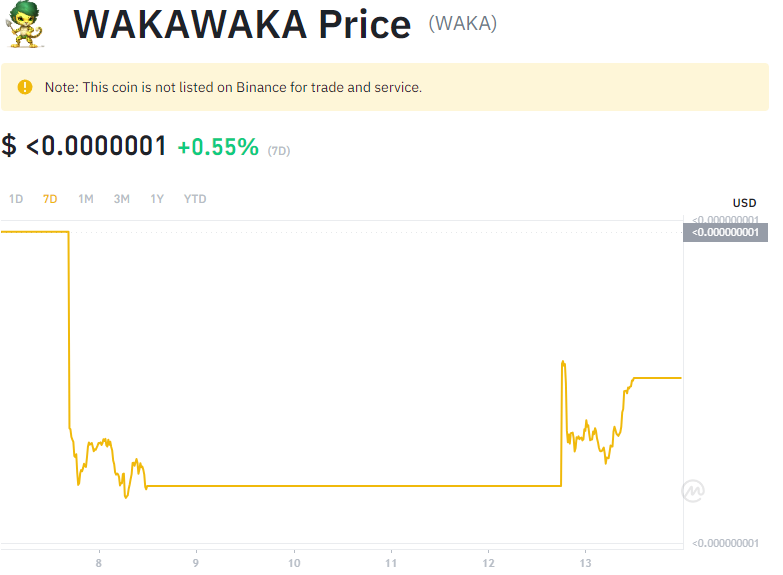 WAKAWAKA Price (WAKA)
Note: This coin is not listed on Binance for trade and service.
$ <0.0000001 +0.55% (7D)
1D 7D 1M 3M 1Y YTD
USD
<0.000000001
<0.000000001
<0.000000001
8 9 10 11 12 13